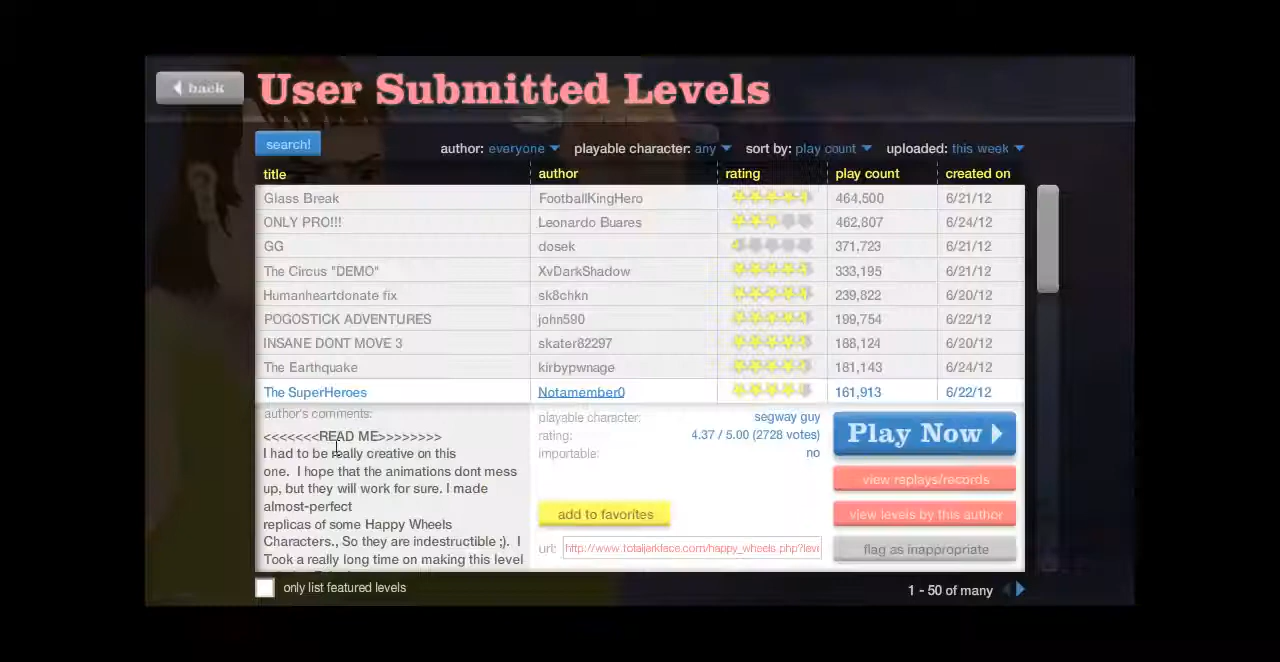 back
User Submitted Levels
search!
author: everyone playable character: any sort by: play count uploaded: this week
title author rating play count created on
Glass Break FootballKingHero 464,500 6/21/12
ONLY PRO!!! Leonardo Buares 462,807 6/24/12
GG dosek 371,723 6/21/12
The Circus "DEMO" XvDarkShadow 333,195 6/21/12
Humanheartdonate fix sk8chkn 239,822 6/20/12
POGOSTICK ADVENTURES john590 199,754 6/22/12
INSANE DONT MOVE 3 skater82297 188,124 6/20/12
The Earthquake kirbypwnage 181,143 6/24/12
The SuperHeroes Notamember0 161,913 6/22/12
author's comments:
<<<<<<<READ ME>>>>>>>>
I had to be really creative on this
one. I hope that the animations dont mess
up, but they will work for sure. I made
almost-perfect
replicas of some Happy Wheels
Characters., So they are indestructible ;). I
Took a really long time on making this level
playable character: segway guy
rating: 4.37 / 5.00 (2728 votes)
importable: no
add to favorites
url: http://www.totaljerkface.com/happy_wheels.php?leve
Play Now
view replays/records
view levels by this author
flag as inappropriate
only list featured levels
1 - 50 of many